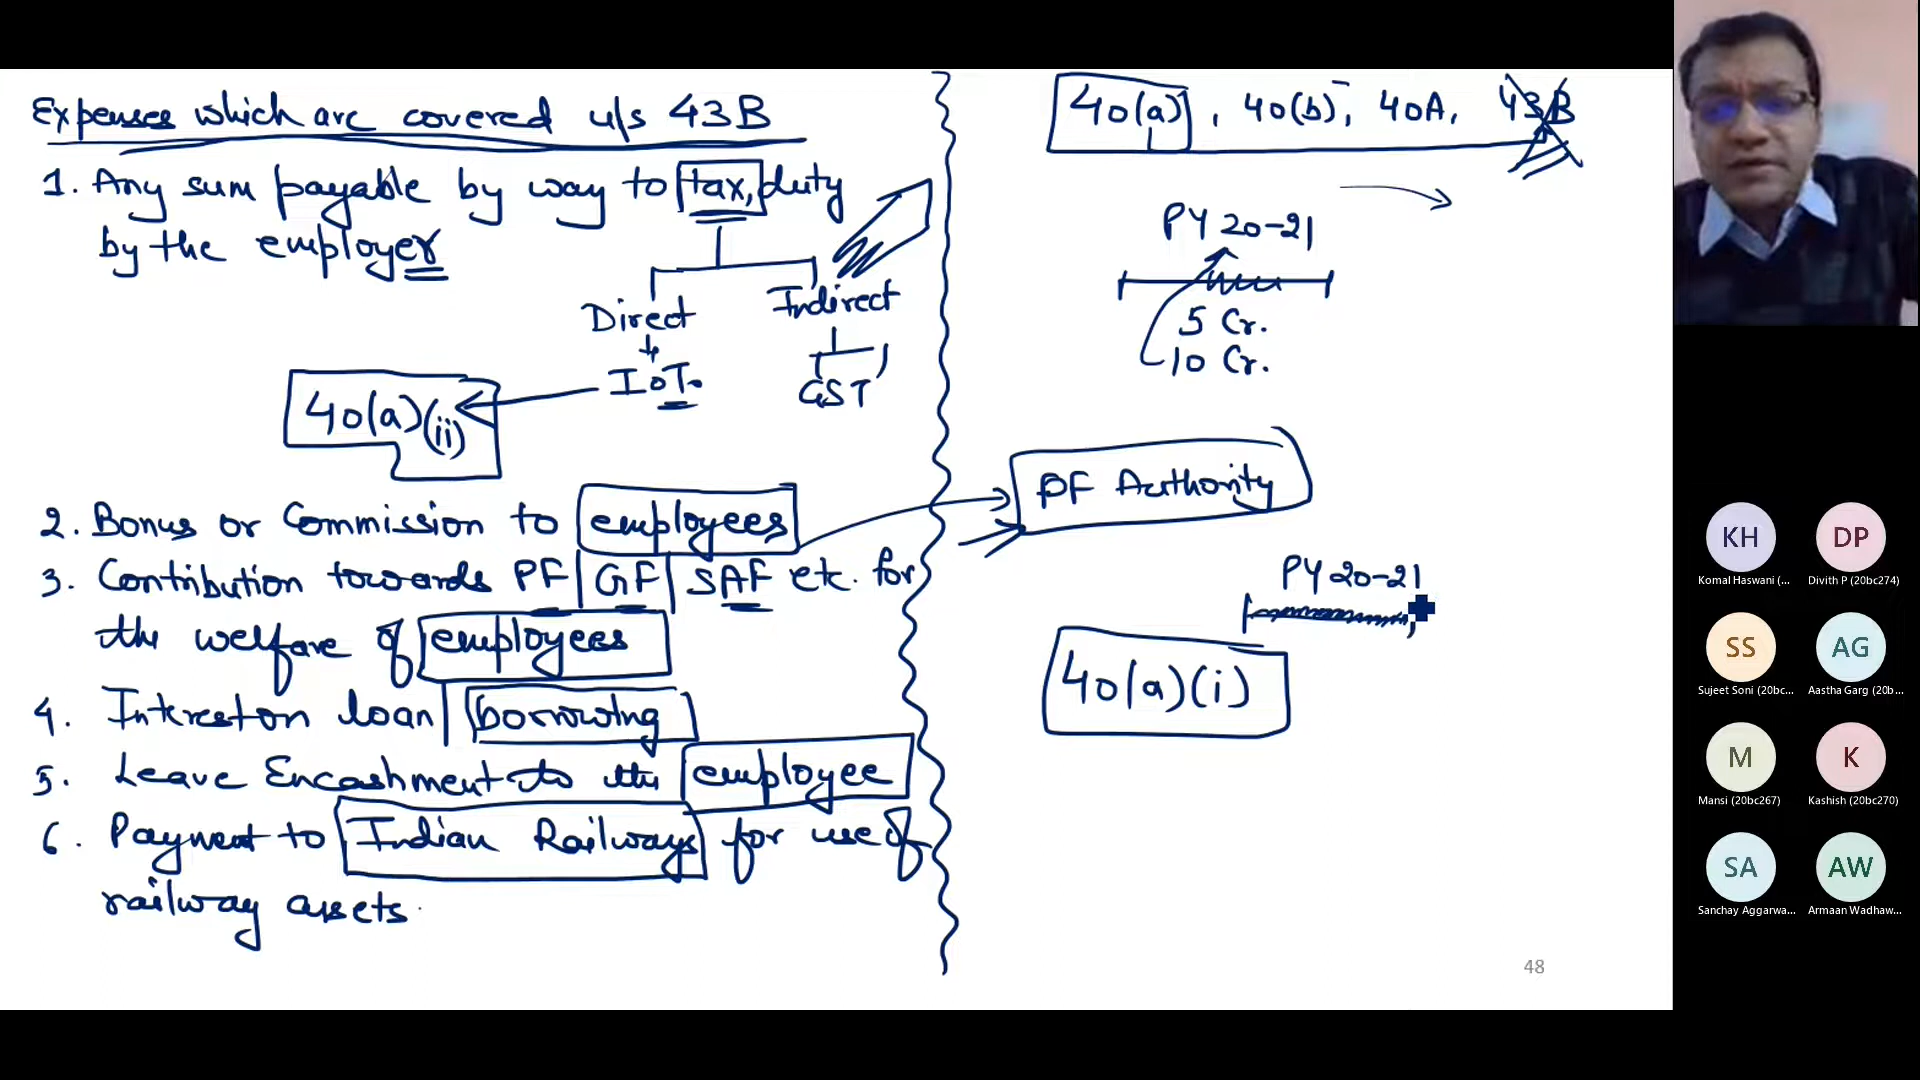 Expenses which are covered u/s 43B
1. Any sum payable by way to tax, duty
by the employer
Direct
Indirect
I.T.
GST
40(a)(ii)
2. Bonus or Commission to employees
3. Contribution towards PF | GF | SAF etc. for
the welfare of employees
4. Interest on loan | borrowing
5. Leave Encashment to the employee
6. Payment to Indian Railways for use of
railway assets.
40(a), 40(b), 40A, 43B
PY 20-21
5 Cr.
10 Cr.
PF Authority
PY 20-21
40(a)(i)
48
KH
Komal Haswani (...
DP
Divith P (20bc274)
SS
Sujeet Soni (20bc...
AG
Aastha Garg (20b...
M
Mansi (20bc267)
K
Kashish (20bc270)
SA
Sanchay Aggarwa...
AW
Armaan Wadhaw...